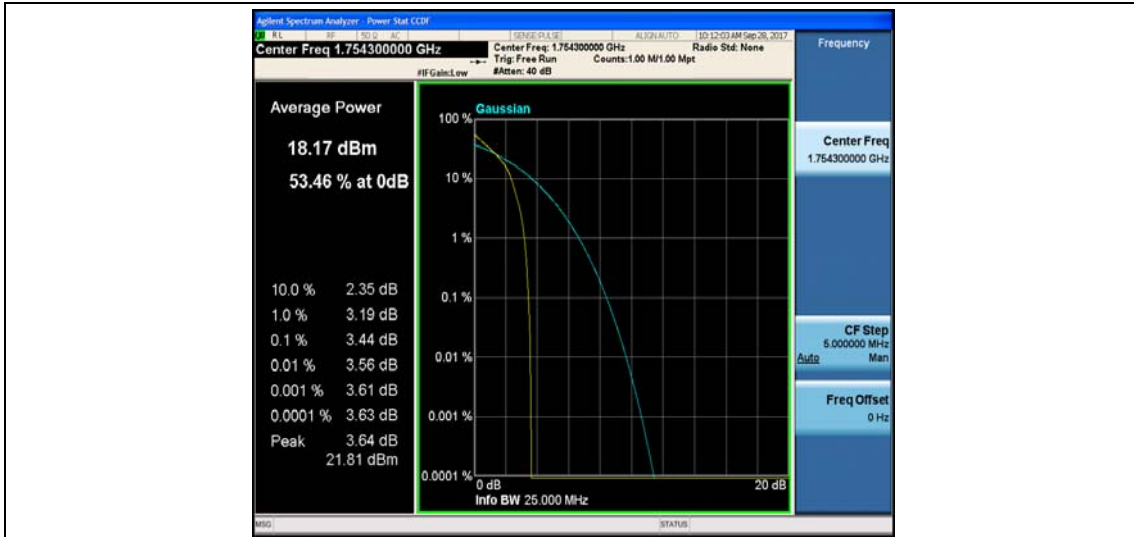 Agilent Spectrum Analyzer - Power Stat CCDF
RL RF 50 Ω AC SENSE:PULSE ALIGN AUTO 10:12:03 AM Sep 28, 2017
Center Freq 1.754300000 GHz
Center Freq: 1.754300000 GHz Radio Std: None
Trig: Free Run Counts:1.00 M/1.00 Mpt
#IFGain:Low #Atten: 40 dB
Frequency
Average Power
18.17 dBm
53.46 % at 0dB
10.0 % 2.35 dB
1.0 % 3.19 dB
0.1 % 3.44 dB
0.01 % 3.56 dB
0.001 % 3.61 dB
0.0001 % 3.63 dB
Peak 3.64 dB
21.81 dBm
Gaussian
100 %
10 %
1 %
0.1 %
0.01 %
0.001 %
0.0001 %
0 dB 20 dB
Info BW 25.000 MHz
Center Freq
1.754300000 GHz
CF Step
5.000000 MHz
Auto Man
Freq Offset
0 Hz
MSG STATUS